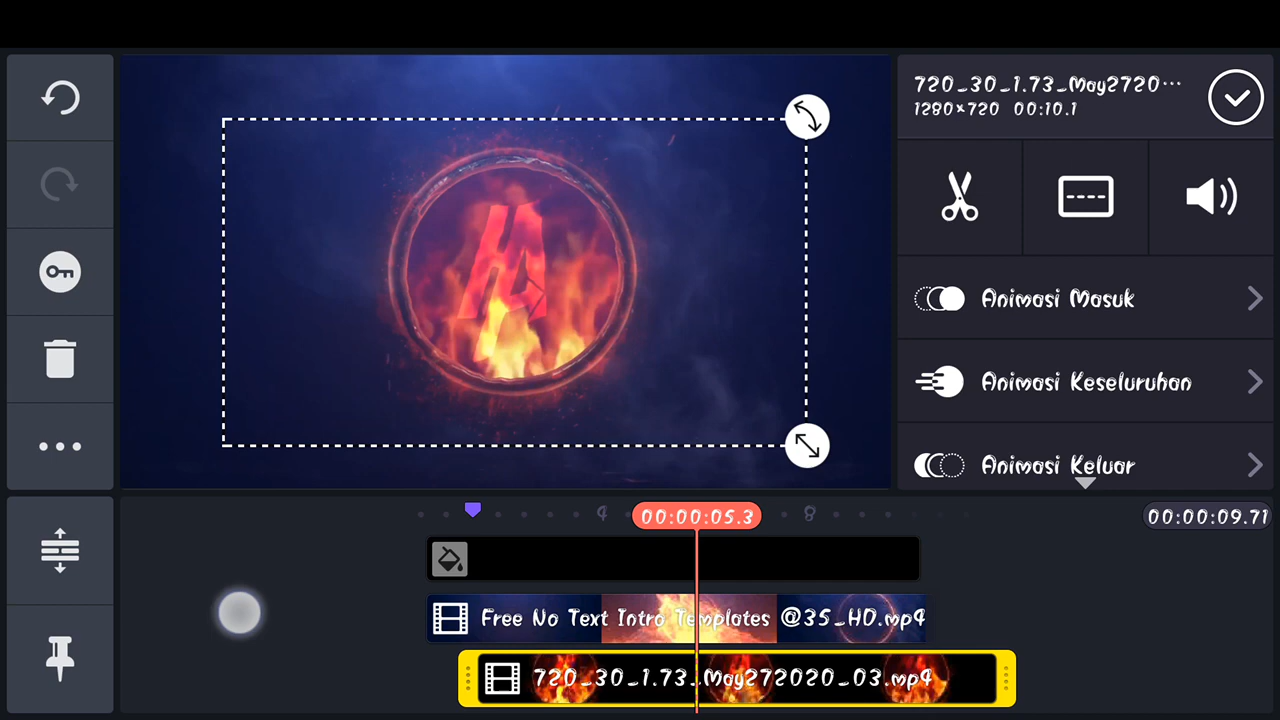 720_30_1.73_May2720...
1280×720 00:10.1
Animasi Masuk
Animasi Keseluruhan
Animasi Keluar
HA
4
00:00:05.3
8
00:00:09.71
Free No Text Intro Templates @35_HD.mp4
720_30_1.73_May272020_03.mp4